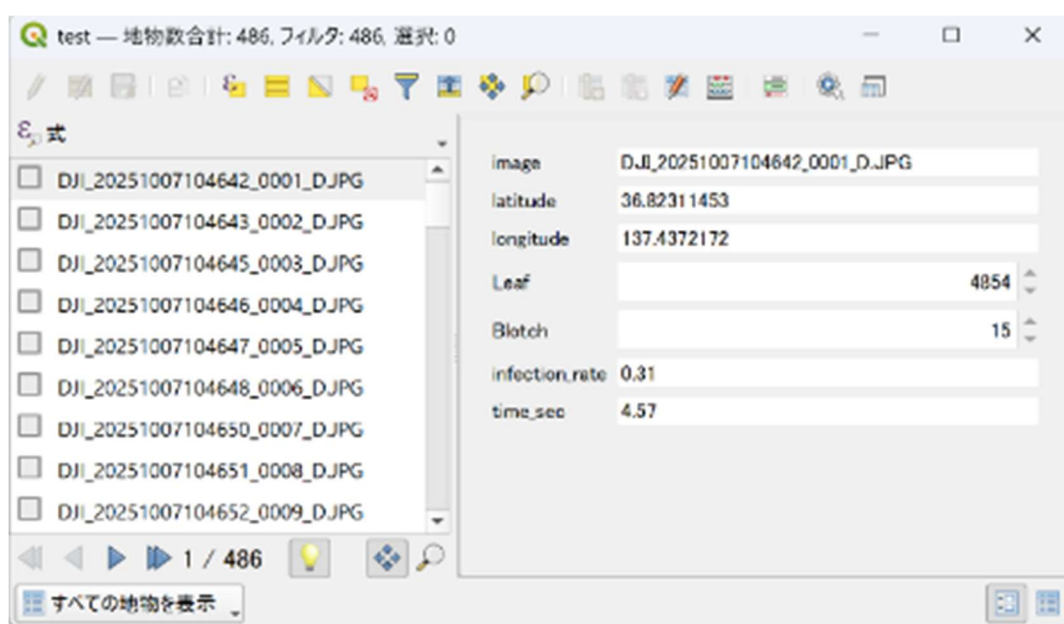 test — 地物数合計: 486, フィルタ: 486, 選択: 0
式
DJI_20251007104642_0001_D.JPG
DJI_20251007104643_0002_D.JPG
DJI_20251007104645_0003_D.JPG
DJI_20251007104646_0004_D.JPG
DJI_20251007104647_0005_D.JPG
DJI_20251007104648_0006_D.JPG
DJI_20251007104650_0007_D.JPG
DJI_20251007104651_0008_D.JPG
DJI_20251007104652_0009_D.JPG
1 / 486
すべての地物を表示
image DJI_20251007104642_0001_D.JPG
latitude 36.82311453
longitude 137.4372172
Leaf 4854
Blotch 15
infection_rate 0.31
time_sec 4.57